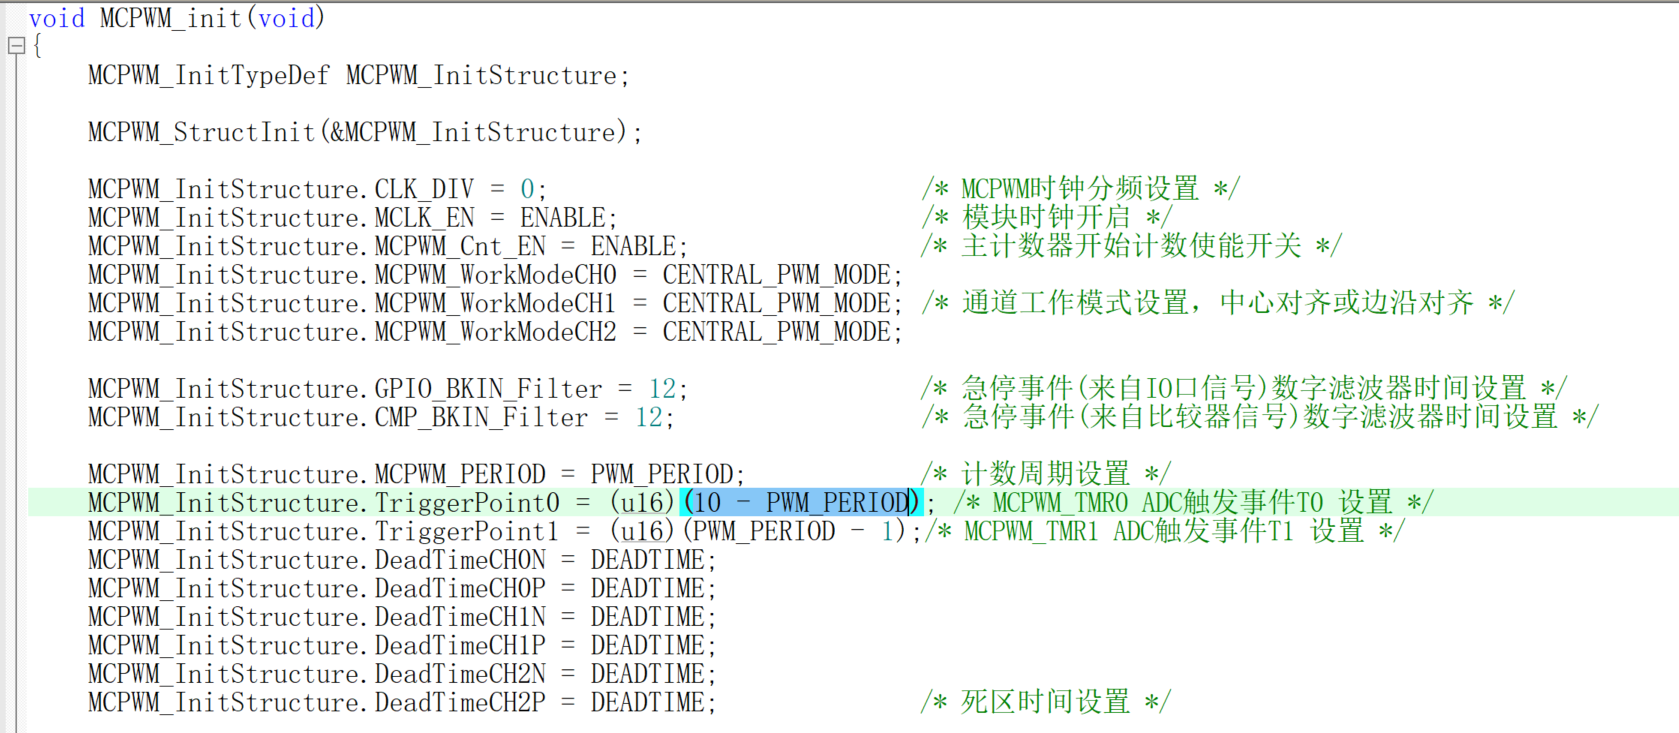 void MCPWM_init(void)
{
MCPWM_InitTypeDef MCPWM_InitStructure;
MCPWM_StructInit(&MCPWM_InitStructure);
MCPWM_InitStructure.CLK_DIV = 0; /* MCPWM时钟分频设置 */
MCPWM_InitStructure.MCLK_EN = ENABLE; /* 模块时钟开启 */
MCPWM_InitStructure.MCPWM_Cnt_EN = ENABLE; /* 主计数器开始计数使能开关 */
MCPWM_InitStructure.MCPWM_WorkModeCH0 = CENTRAL_PWM_MODE;
MCPWM_InitStructure.MCPWM_WorkModeCH1 = CENTRAL_PWM_MODE; /* 通道工作模式设置，中心对齐或边沿对齐 */
MCPWM_InitStructure.MCPWM_WorkModeCH2 = CENTRAL_PWM_MODE;
MCPWM_InitStructure.GPIO_BKIN_Filter = 12; /* 急停事件(来自IO口信号)数字滤波器时间设置 */
MCPWM_InitStructure.CMP_BKIN_Filter = 12; /* 急停事件(来自比较器信号)数字滤波器时间设置 */
MCPWM_InitStructure.MCPWM_PERIOD = PWM_PERIOD; /* 计数周期设置 */
MCPWM_InitStructure.TriggerPoint0 = (u16)(10 - PWM_PERIOD); /* MCPWM_TMR0 ADC触发事件T0 设置 */
MCPWM_InitStructure.TriggerPoint1 = (u16)(PWM_PERIOD - 1);/* MCPWM_TMR1 ADC触发事件T1 设置 */
MCPWM_InitStructure.DeadTimeCH0N = DEADTIME;
MCPWM_InitStructure.DeadTimeCH0P = DEADTIME;
MCPWM_InitStructure.DeadTimeCH1N = DEADTIME;
MCPWM_InitStructure.DeadTimeCH1P = DEADTIME;
MCPWM_InitStructure.DeadTimeCH2N = DEADTIME;
MCPWM_InitStructure.DeadTimeCH2P = DEADTIME; /* 死区时间设置 */